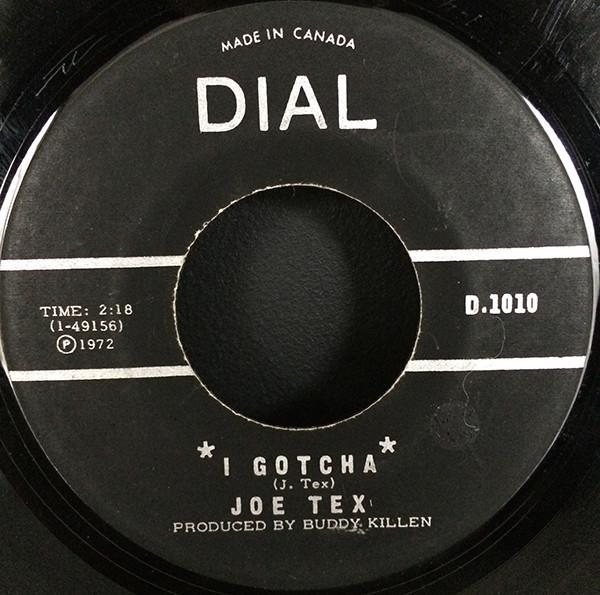 MADE IN CANADA
DIAL
TIME: 2:18
(1-49156)
Ⓟ 1972
D.1010
*I GOTCHA*
(J. Tex)
JOE TEX
PRODUCED BY BUDDY KILLEN